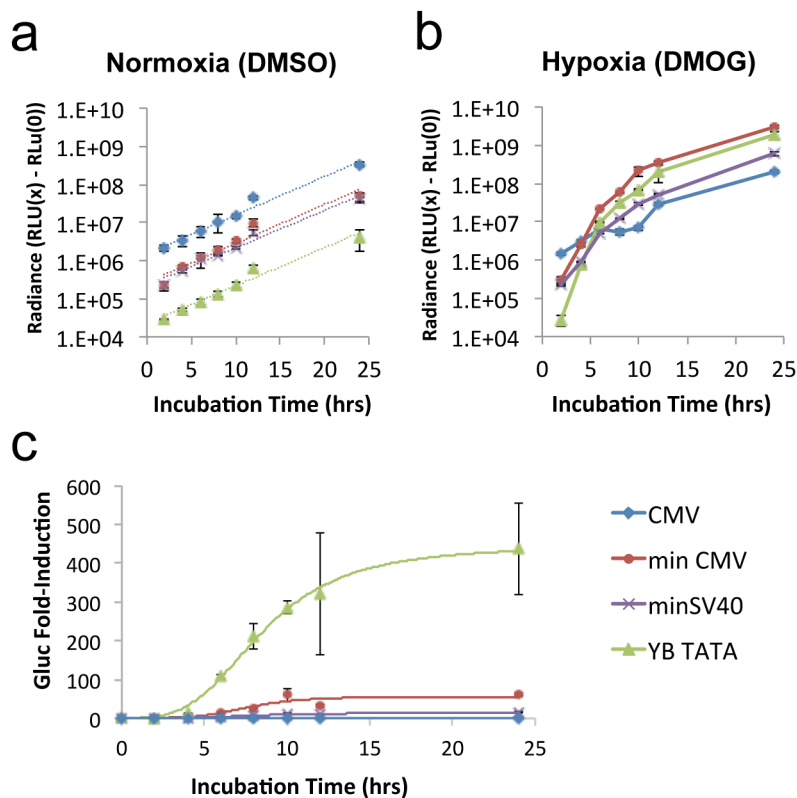 a
Normoxia (DMSO)
Radiance (RLU(x) - RLu(0))
1.E+10
1.E+09
1.E+08
1.E+07
1.E+06
1.E+05
1.E+04
0 5 10 15 20 25
Incubation Time (hrs)
b
Hypoxia (DMOG)
Radiance (RLU(x) - RLu(0))
1.E+10
1.E+09
1.E+08
1.E+07
1.E+06
1.E+05
1.E+04
0 5 10 15 20 25
Incubation Time (hrs)
c
Gluc Fold-Induction
600
500
400
300
200
100
0
0 5 10 15 20 25
Incubation Time (hrs)
CMV
min CMV
minSV40
YB TATA